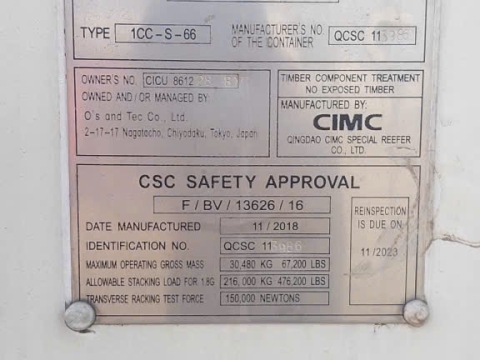 TYPE 1CC-S-66
MANUFACTURER'S NO.
OF THE CONTAINER QCSC
OWNER'S NO. CICU 8612
OWNED AND/OR MANAGED BY:
O's and Tec Co., Ltd.
2-17-17 Nagatacho, Chiyodaku, Tokyo, Japan
TIMBER COMPONENT TREATMENT
NO EXPOSED TIMBER
MANUFACTURED BY:
CIMC
QINGDAO CIMC SPECIAL REEFER
CO., LTD.
CSC SAFETY APPROVAL
F/BV/13626/16
DATE MANUFACTURED 11/2018
IDENTIFICATION NO. QCSC
MAXIMUM OPERATING GROSS MASS 30,480 KG 67,200 LBS
ALLOWABLE STACKING LOAD FOR 1.8G 216,000 KG 476,200 LBS
TRANSVERSE RACKING TEST FORCE 150,000 NEWTONS
REINSPECTION
IS DUE ON
11/2023